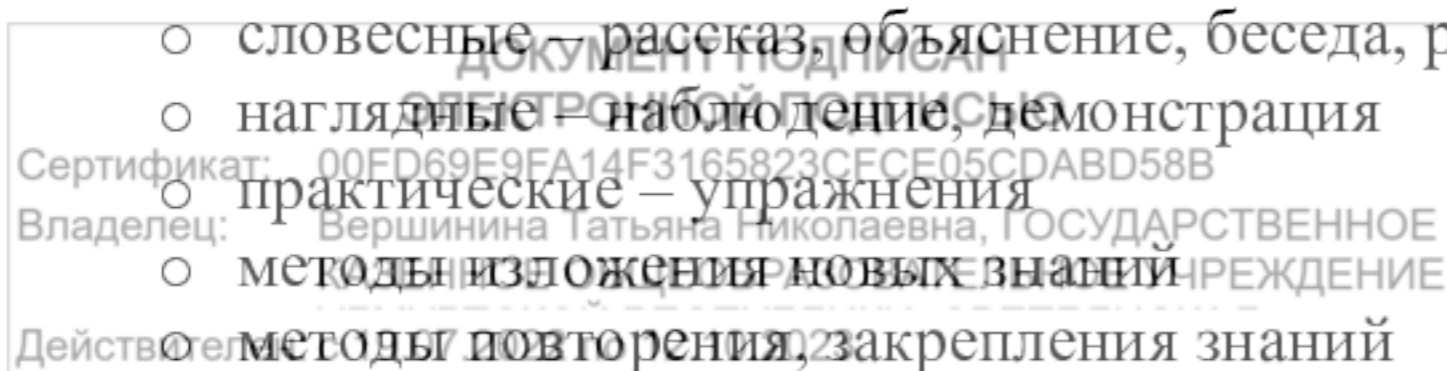 ○ словесные – рассказ, объяснение, беседа, р
ДОКУМЕНТ ПОДПИСАН
○ наглядные – наблюдение, демонстрация
ЭЛЕКТРОННОЙ ПОДПИСЬЮ
Сертификат: 00FD69E9FA14F3165823CFCE05CDABD58B
○ практические – упражнения
Владелец: Вершинина Татьяна Николаевна, ГОСУДАРСТВЕННОЕ
○ методы изложения новых знаний
УЧРЕЖДЕНИЕ
Действителен
○ методы повторения, закрепления знаний